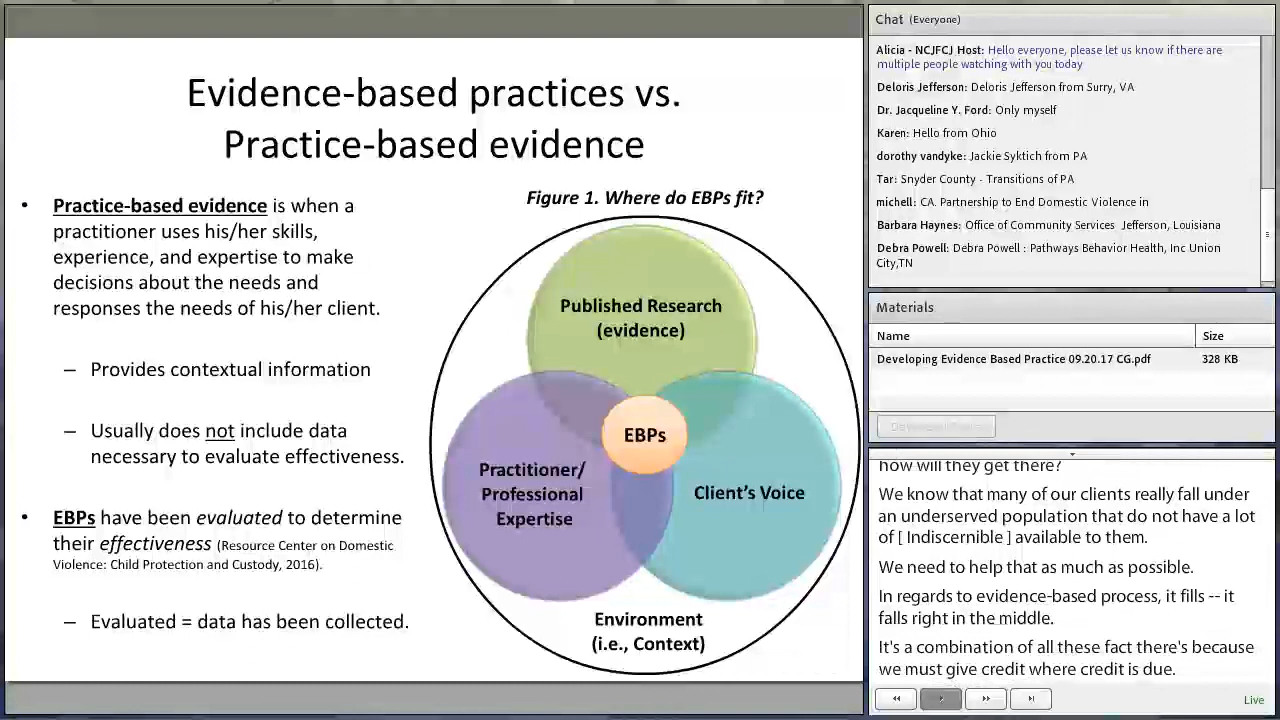 Evidence-based practices vs.
Practice-based evidence
• Practice-based evidence is when a
practitioner uses his/her skills,
experience, and expertise to make
decisions about the needs and
responses the needs of his/her client.
– Provides contextual information
– Usually does not include data
necessary to evaluate effectiveness.
• EBPs have been evaluated to determine
their effectiveness (Resource Center on Domestic
Violence: Child Protection and Custody, 2016).
– Evaluated = data has been collected.
Figure 1. Where do EBPs fit?
Published Research
(evidence)
EBPs
Practitioner/
Professional
Expertise
Client's Voice
Environment
(i.e., Context)
Chat (Everyone)
Alicia - NCJFCJ Host: Hello everyone, please let us know if there are
multiple people watching with you today
Deloris Jefferson: Deloris Jefferson from Surry, VA
Dr. Jacqueline Y. Ford: Only myself
Karen: Hello from Ohio
dorothy vandyke: Jackie Syktich from PA
Tar: Snyder County - Transitions of PA
michell: CA. Partnership to End Domestic Violence in
Barbara Haynes: Office of Community Services Jefferson, Louisiana
Debra Powell: Debra Powell : Pathways Behavior Health, Inc Union
City,TN
Materials
Name Size
Developing Evidence Based Practice 09.20.17 CG.pdf 328 KB
how will they get there?
We know that many of our clients really fall under
an underserved population that do not have a lot
of [ Indiscernible ] available to them.
We need to help that as much as possible.
In regards to evidence-based process, it fills -- it
falls right in the middle.
It's a combination of all these fact there's because
we must give credit where credit is due.
Live